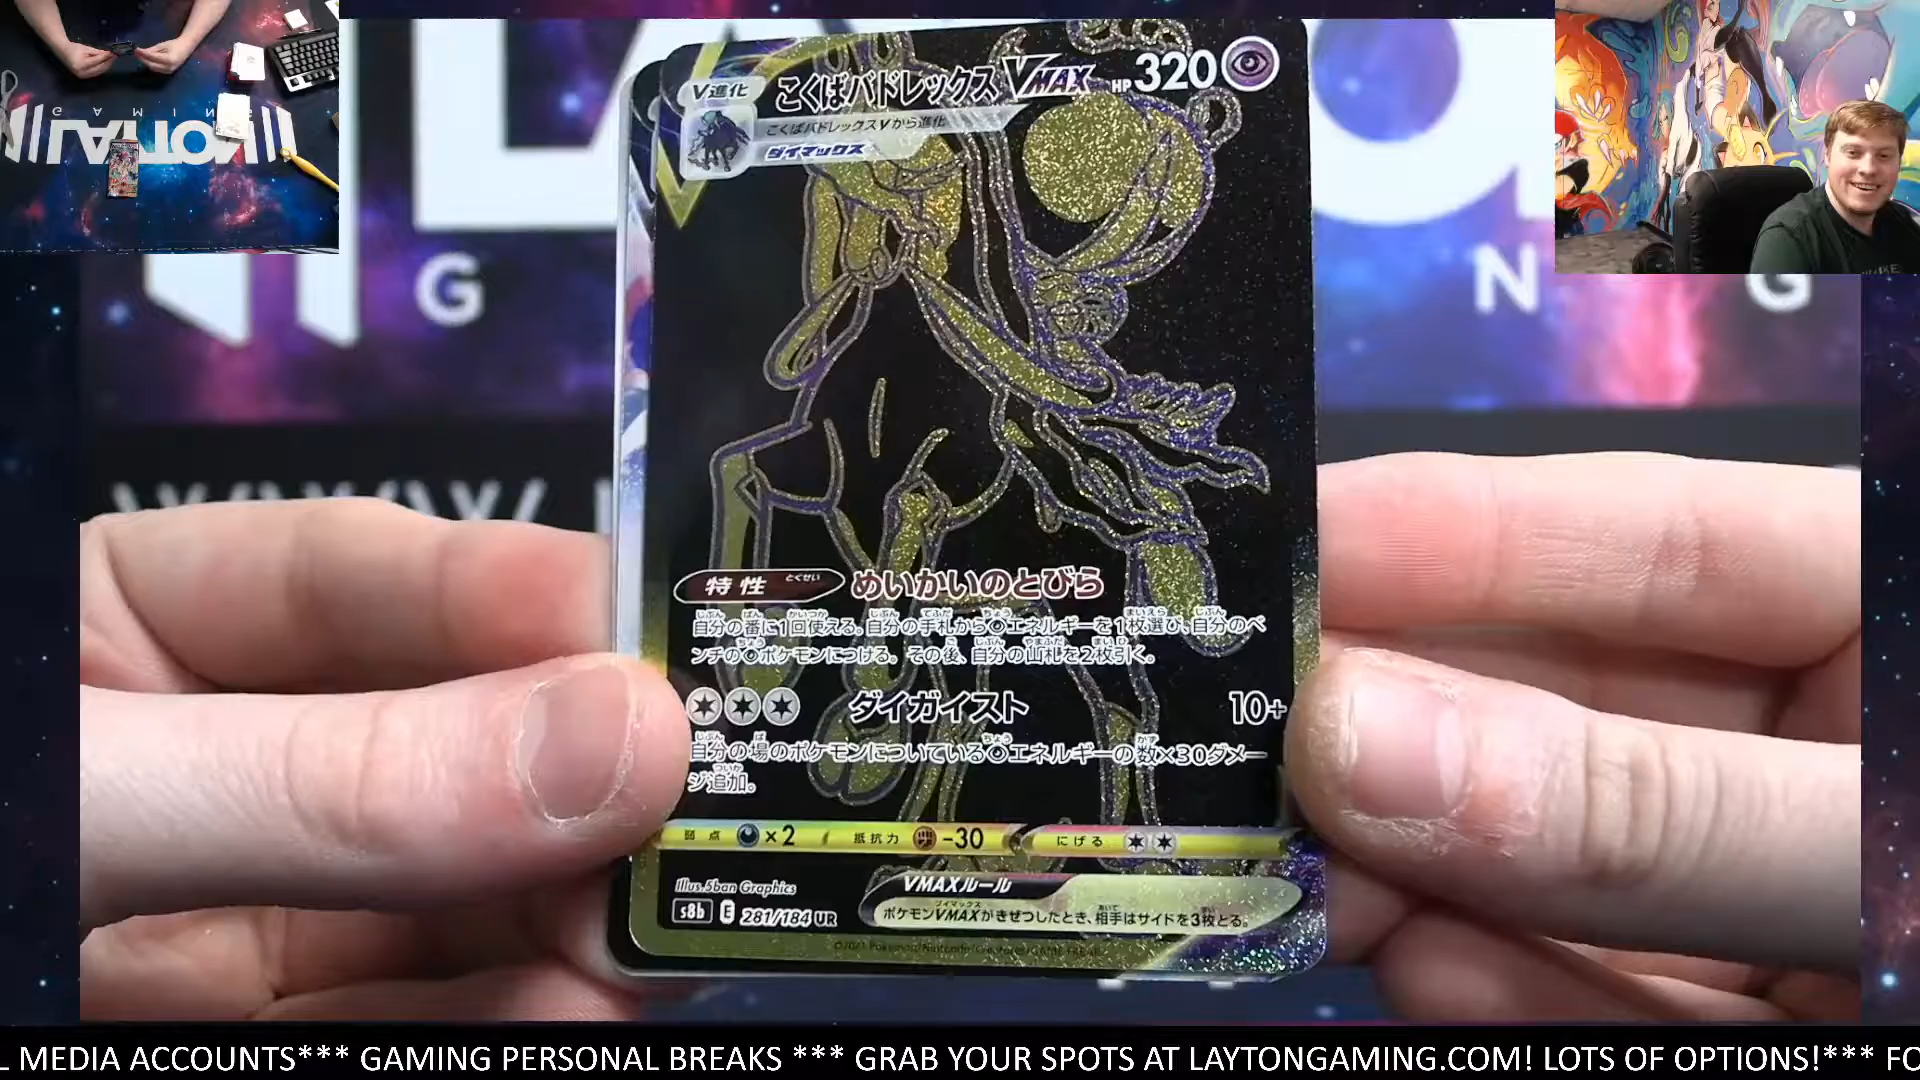 V進化
こくばバドレックス VMAX HP 320
こくばバドレックスVから進化
ダイマックス
特性 とくせい めいかいのとびら
自分の番に1回使える。自分の手札からエネルギーを1枚選び、自分のベ
ンチのポケモンにつける。その後、自分の山札を2枚引く。
ダイガイスト 10+
自分の場のポケモンについているエネルギーの数×30ダメー
ジ追加。
弱点 ×2 抵抗力 -30 にげる
Illus. 5ban Graphics
VMAXルール
s8b E 281/184 UR
ポケモンVMAXがきぜつしたとき、相手はサイドを3枚とる。
G
N G
GAMIN
L MEDIA ACCOUNTS*** GAMING PERSONAL BREAKS *** GRAB YOUR SPOTS AT LAYTONGAMING.COM! LOTS OF OPTIONS!*** FO